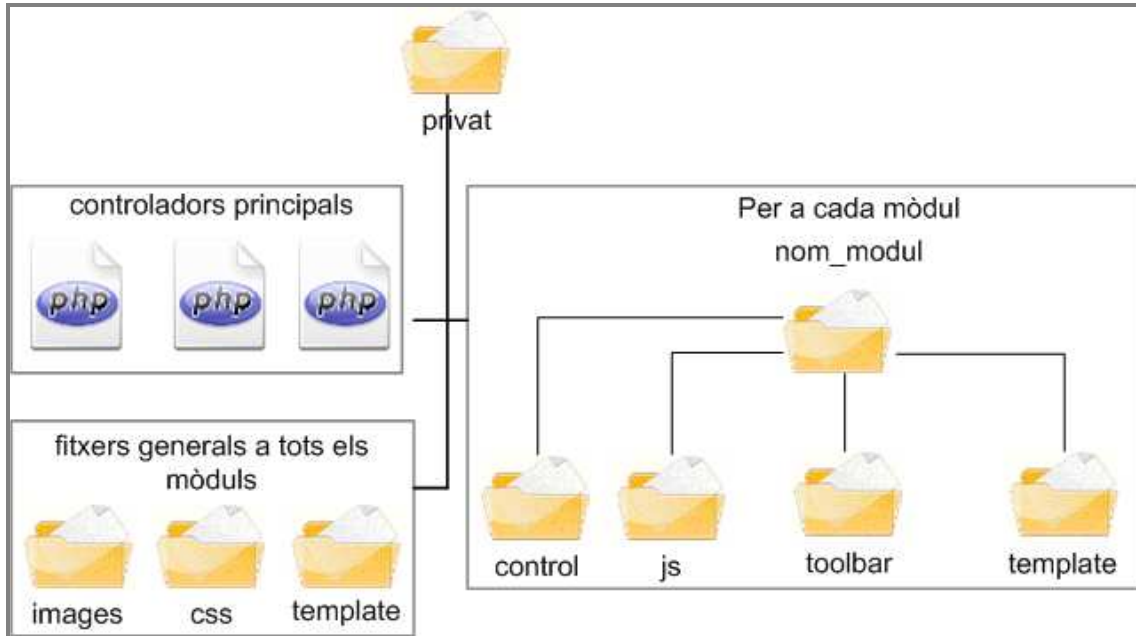 privat
controladors principals
php php php
fitxers generals a tots els
mòduls
images css template
Per a cada mòdul
nom_modul
control js toolbar template